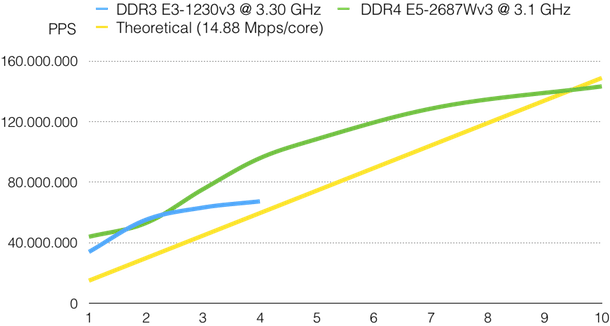 DDR3 E3-1230v3 @ 3.30 GHz DDR4 E5-2687Wv3 @ 3.1 GHz
PPS Theoretical (14.88 Mpps/core)
160.000.000
120.000.000
80.000.000
40.000.000
0
1 2 3 4 5 6 7 8 9 10